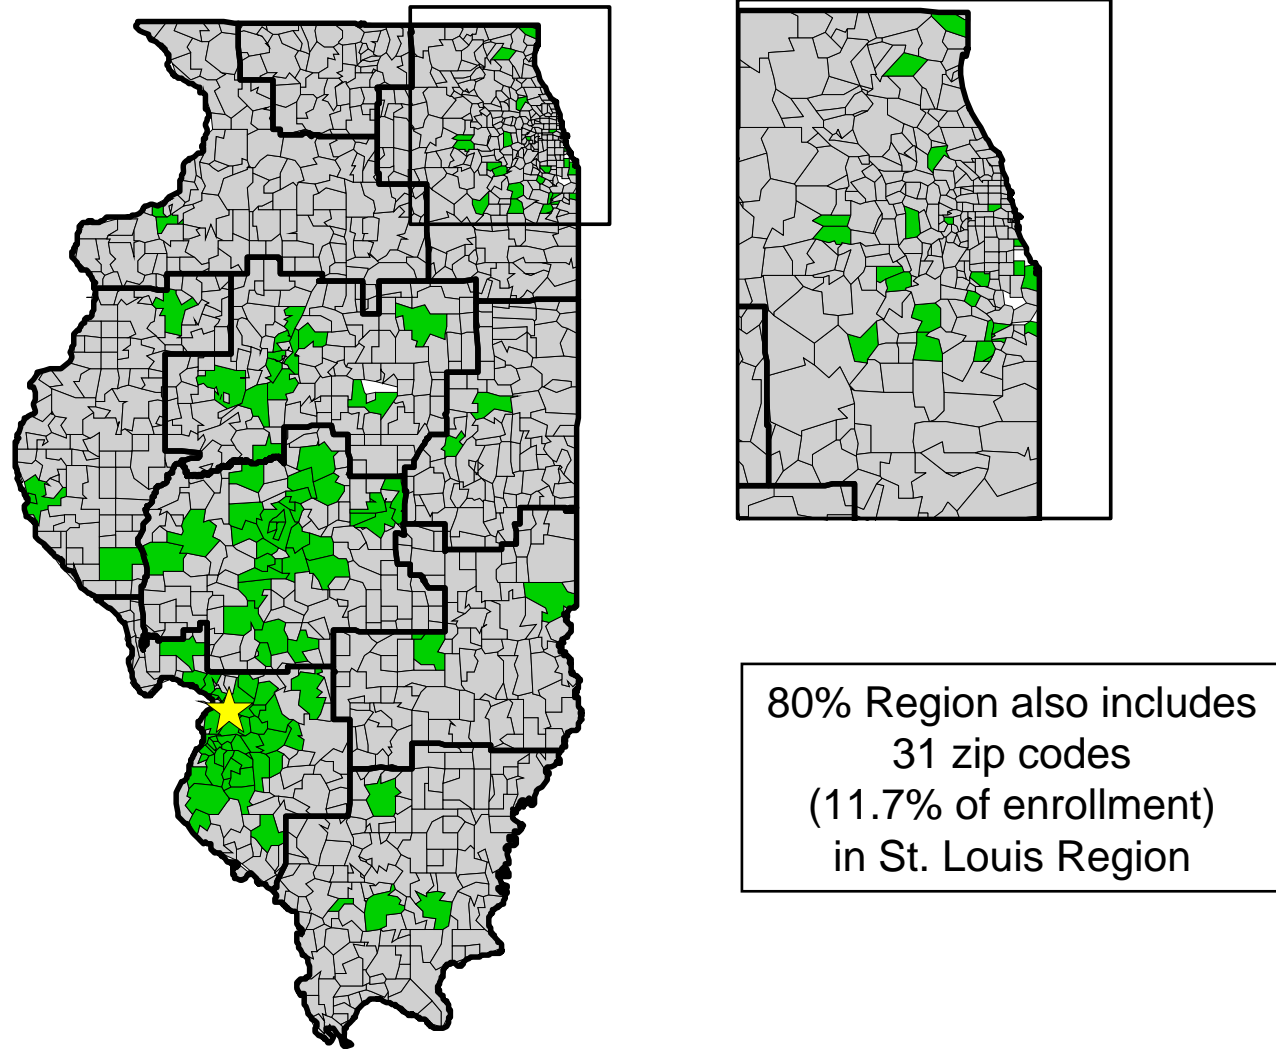 80% Region also includes
31 zip codes
(11.7% of enrollment)
in St. Louis Region